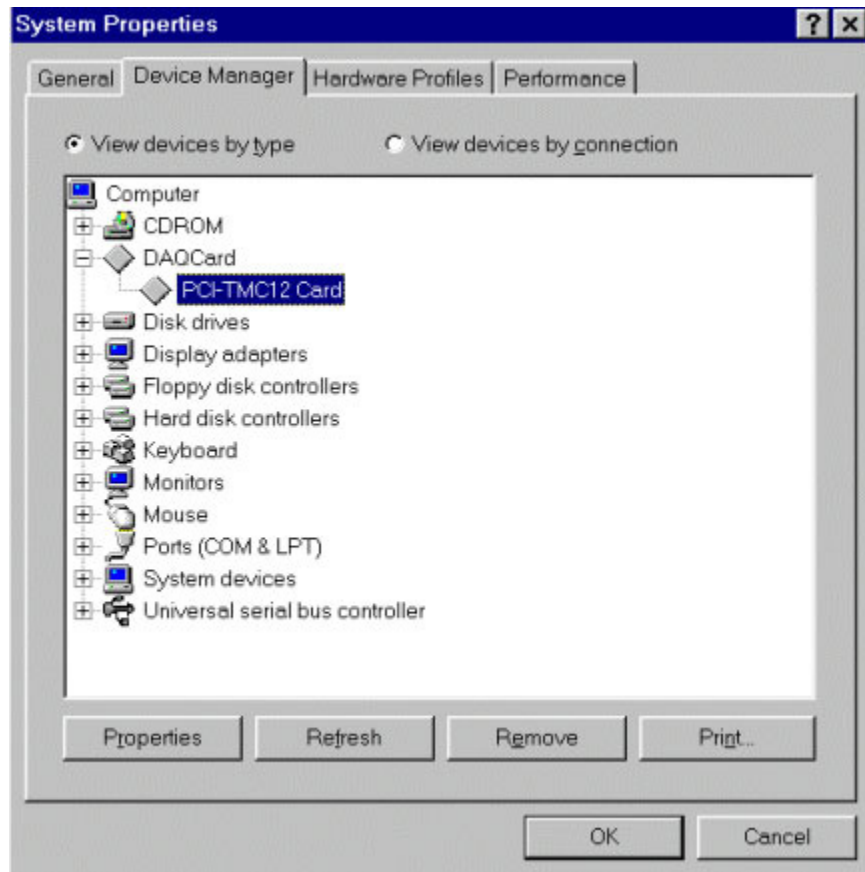 System Properties
General Device Manager Hardware Profiles Performance
View devices by type View devices by connection
Computer
CDROM
DAQCard
PCI-TMC12 Card
Disk drives
Display adapters
Floppy disk controllers
Hard disk controllers
Keyboard
Monitors
Mouse
Ports (COM & LPT)
System devices
Universal serial bus controller
Properties Refresh Remove Print...
OK Cancel